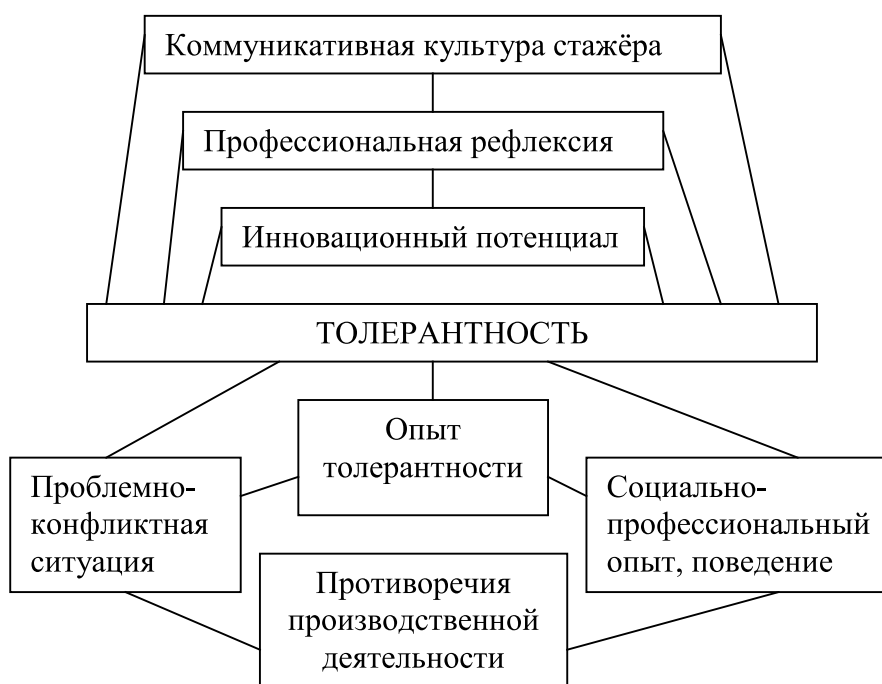 Коммуникативная культура стажёра
Профессиональная рефлексия
Инновационный потенциал
ТОЛЕРАНТНОСТЬ
Опыт
толерантности
Проблемно-
конфликтная
ситуация
Социально-
профессиональный
опыт, поведение
Противоречия
производственной
деятельности